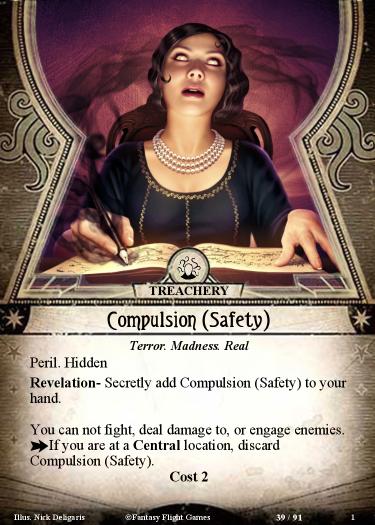 TREACHERY
Compulsion (Safety)
Terror. Madness. Real
Peril. Hidden
Revelation- Secretly add Compulsion (Safety) to your
hand.
You can not fight, deal damage to, or engage enemies.
If you are at a Central location, discard
Compulsion (Safety).
Cost 2
Illus. Nick Deligaris ©Fantasy Flight Games 39 / 91 1